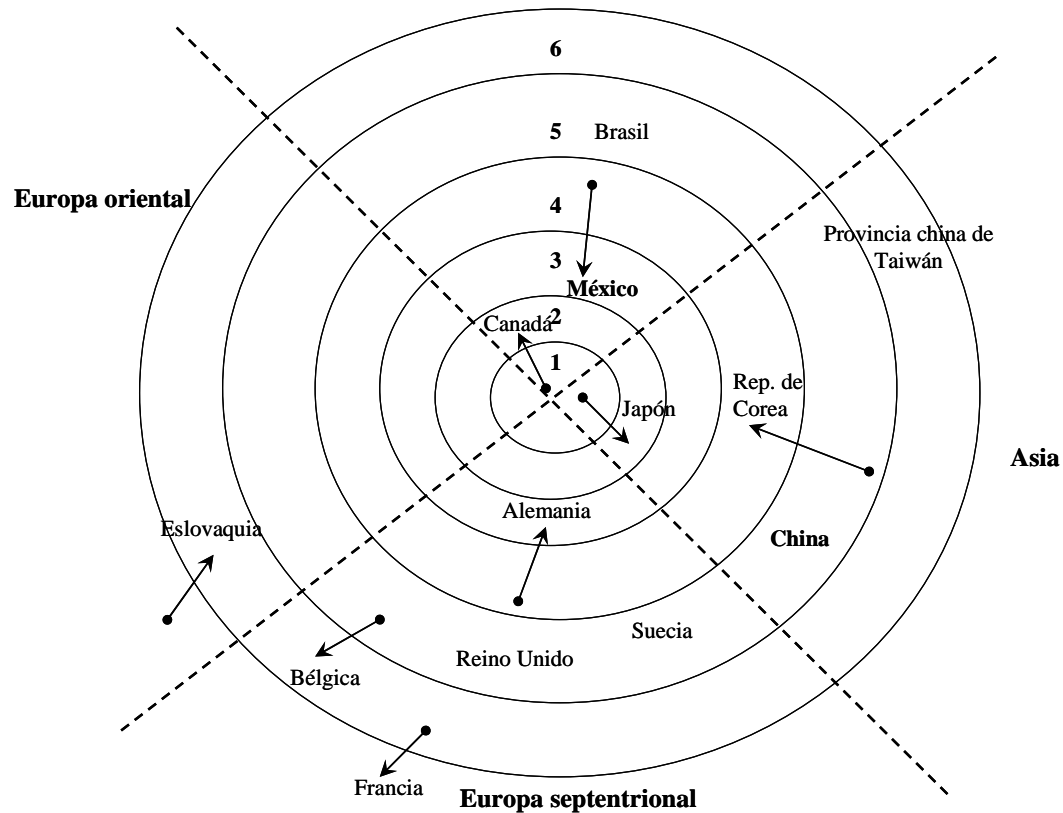 6
5
Brasil
Europa oriental
4
Provincia china de
Taiwán
3
México
2
Canadá
1
Rep. de
Corea
Japón
Asia
Alemania
Eslovaquia
China
Suecia
Reino Unido
Bélgica
Francia
Europa septentrional